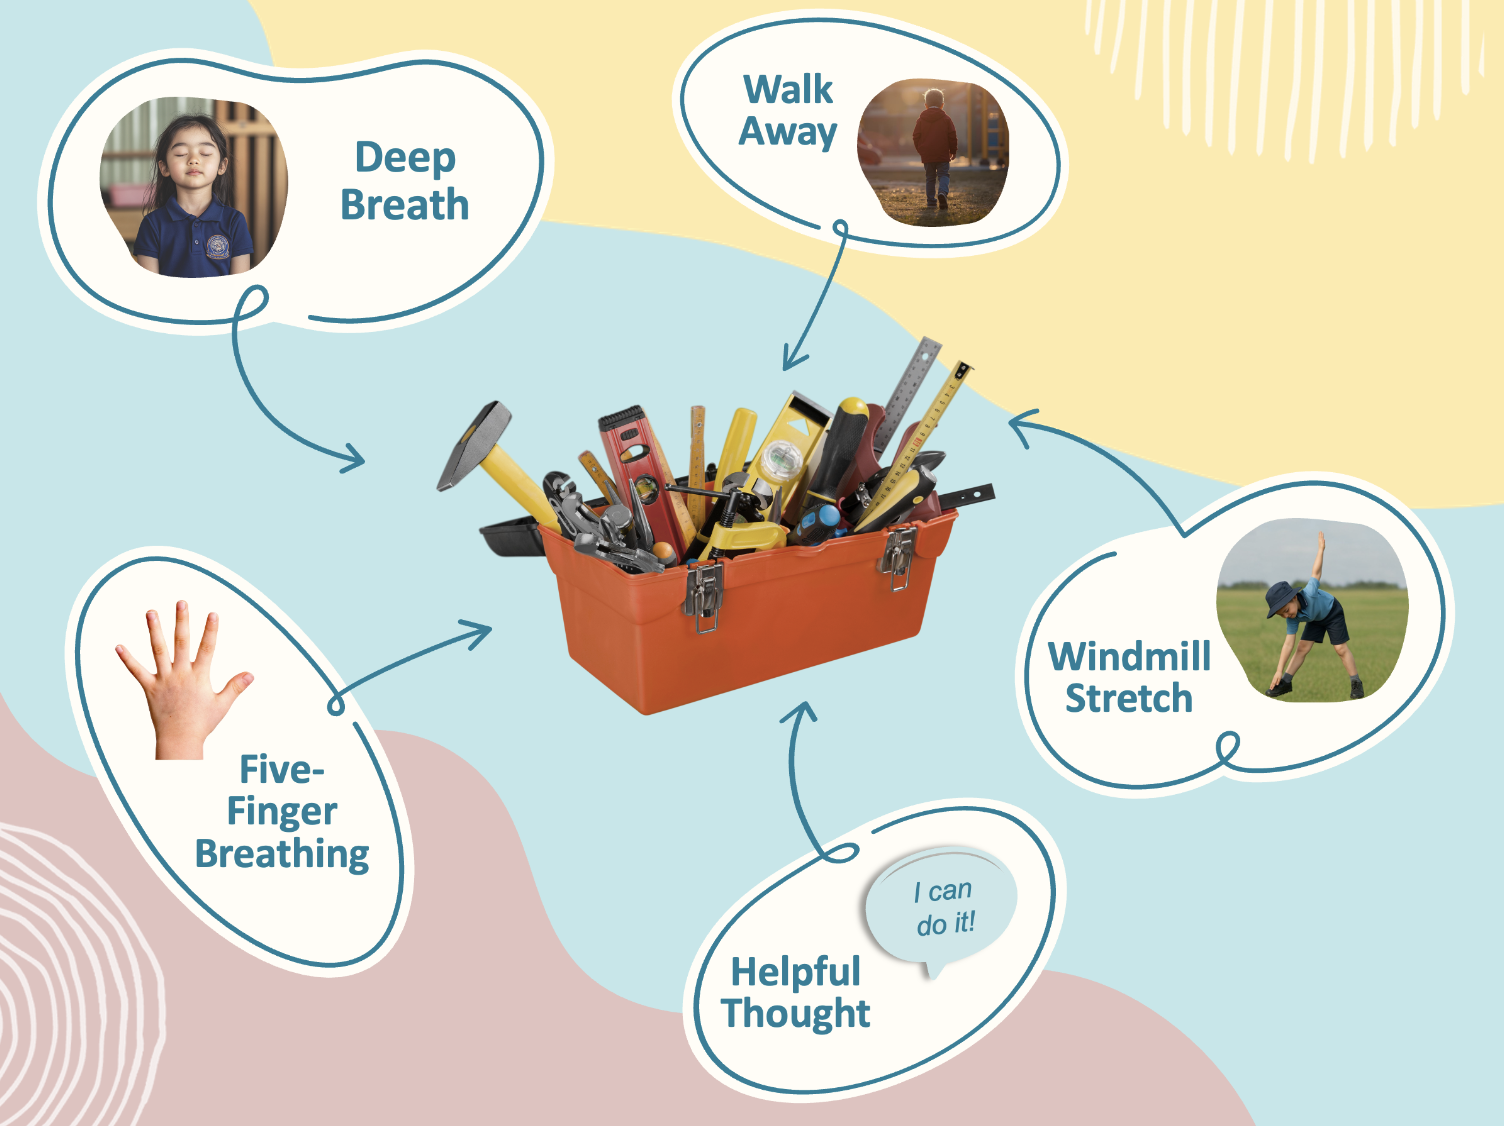 Deep
Breath
Walk
Away
Windmill
Stretch
Five-
Finger
Breathing
I can
do it!
Helpful
Thought